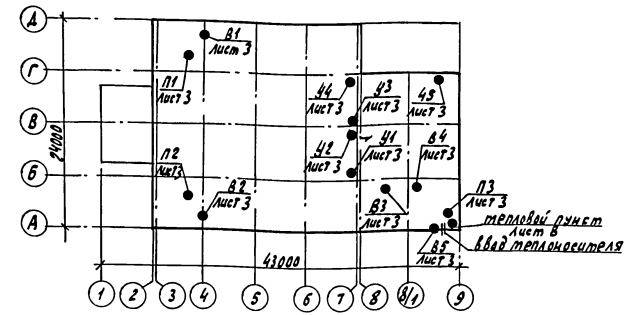 Д
В1
Лист 3
Г
П1
Лист 3
У4
Лист 3
У3
Лист 3
У5
Лист 3
В
24000
У2
Лист 3
У1
Лист 3
В4
Лист 3
П2
Лист 3
Б
В2
Лист 3
В3
Лист 3
П3
Лист 3
А
тепловой пункт
Лист 8
ввод теплоносителя
В5
Лист 3
43000
1
2
3
4
5
6
7
8
8/1
9